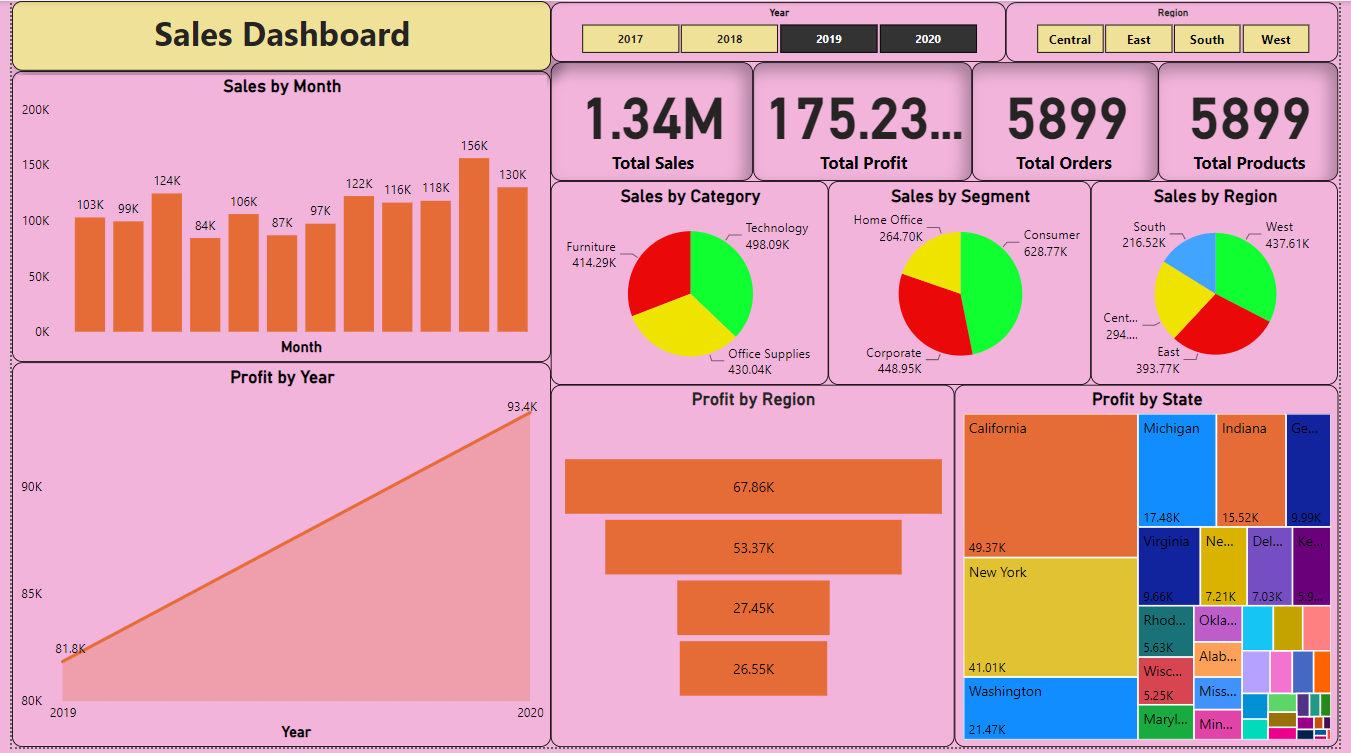 Sales Dashboard
Year
2017 2018 2019 2020
Region
Central East South West
1.34M
Total Sales
175.23...
Total Profit
5899
Total Orders
5899
Total Products
Sales by Month
200K
150K
100K
50K
0K
103K 99K 124K 84K 106K 87K 97K 122K 116K 118K 156K 130K
Month
Sales by Category
Technology
498.09K
Furniture
414.29K
Office Supplies
430.04K
Sales by Segment
Home Office
264.70K
Consumer
628.77K
Corporate
448.95K
Sales by Region
South
216.52K
West
437.61K
Cent...
294....
East
393.77K
Profit by Year
93.4K
90K
85K
81.8K
80K
2019 2020
Year
Profit by Region
67.86K
53.37K
27.45K
26.55K
Profit by State
California
49.37K
New York
41.01K
Washington
21.47K
Michigan
17.48K
Indiana
15.52K
Ge...
9.99K
Virginia
9.66K
Ne...
7.21K
Del...
7.03K
Ke...
5.9...
Rhod...
5.63K
Wisc...
5.25K
Maryl...
Okla...
Alab...
Miss...
Min...